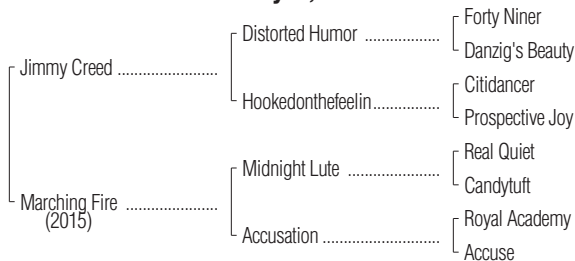 Forty Niner
Distorted Humor ..................
Danzig's Beauty
Jimmy Creed ........................
Citidancer
Hookedonthefeelin................
Prospective Joy
Real Quiet
Midnight Lute ......................
Candytuft
Marching Fire ......................
(2015)
Royal Academy
Accusation ............................
Accuse